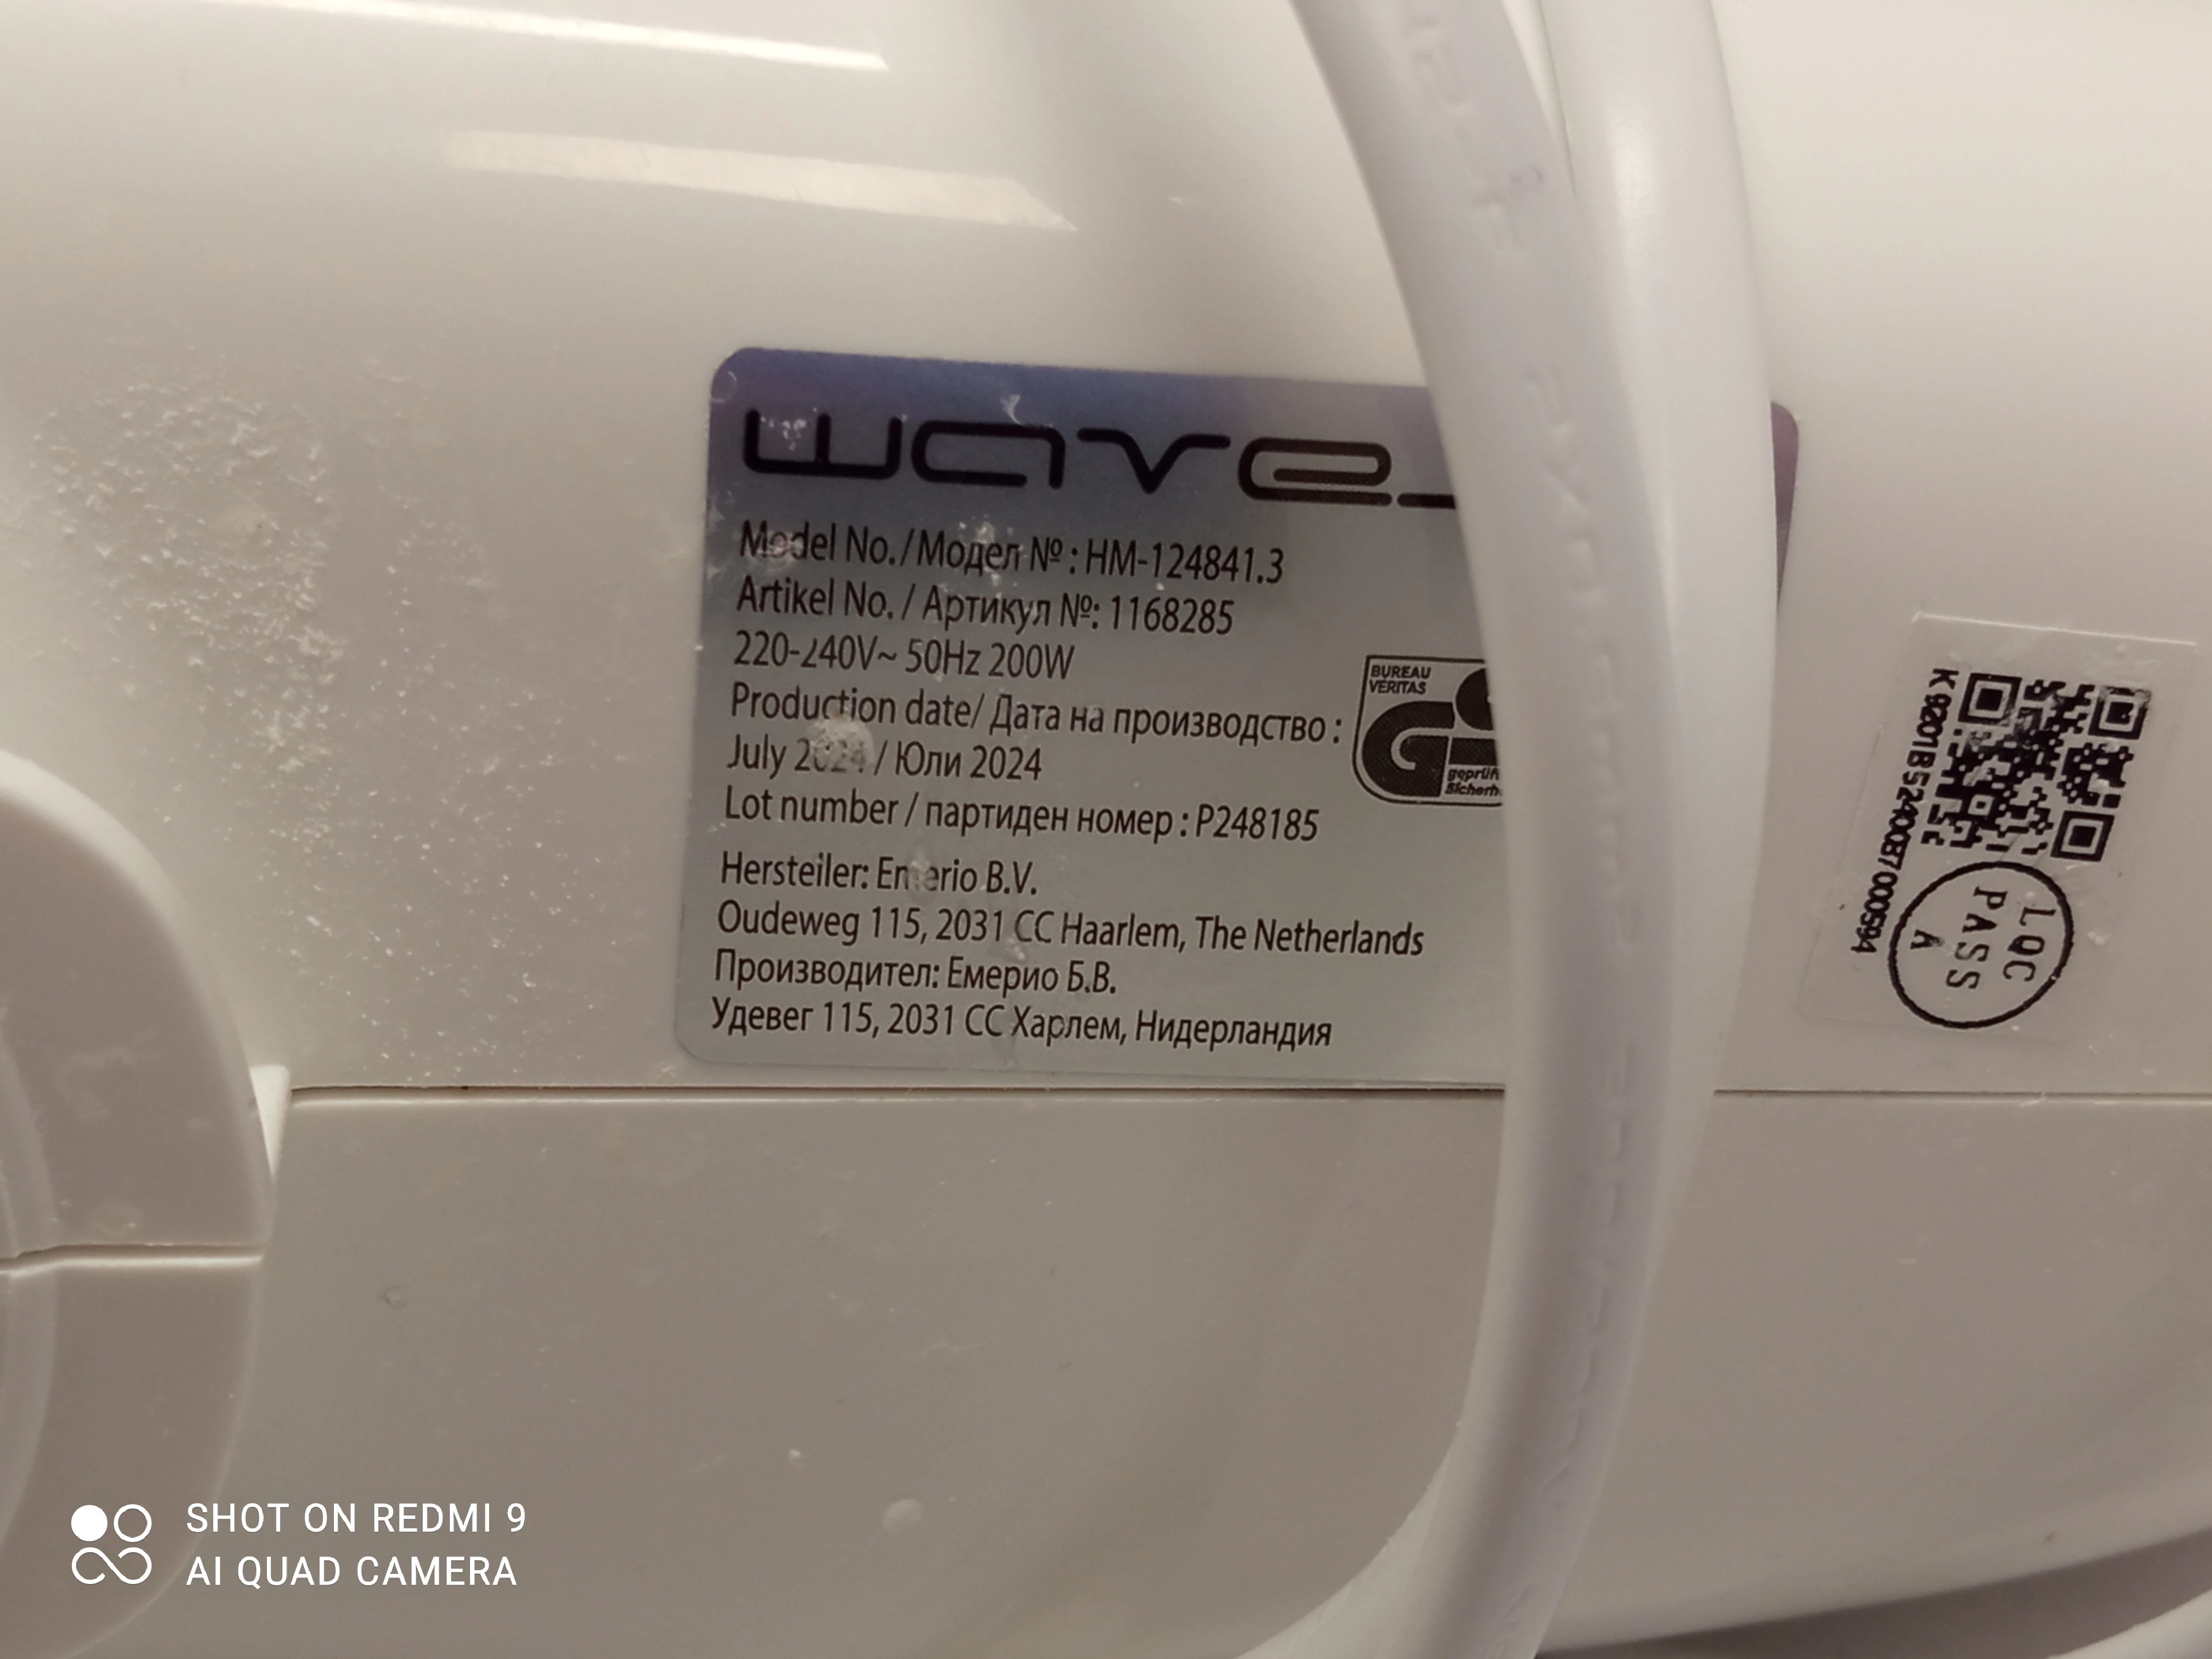 wave
Model No./Модел №: HM-124841.3
Artikel No. / Артикул №: 1168285
220-240V~ 50Hz 200W
Production date/ Дата на производство :
July 2024 / Юли 2024
Lot number / партиден номер : P248185
BUREAU
VERITAS
Hersteiler: Emerio B.V.
Oudeweg 115, 2031 CC Haarlem, The Netherlands
Производител: Емерио Б.В.
Удевег 115, 2031 CC Харлем, Нидерландия
K9201B5240087000594
LQC
PASS
A
SHOT ON REDMI 9
AI QUAD CAMERA